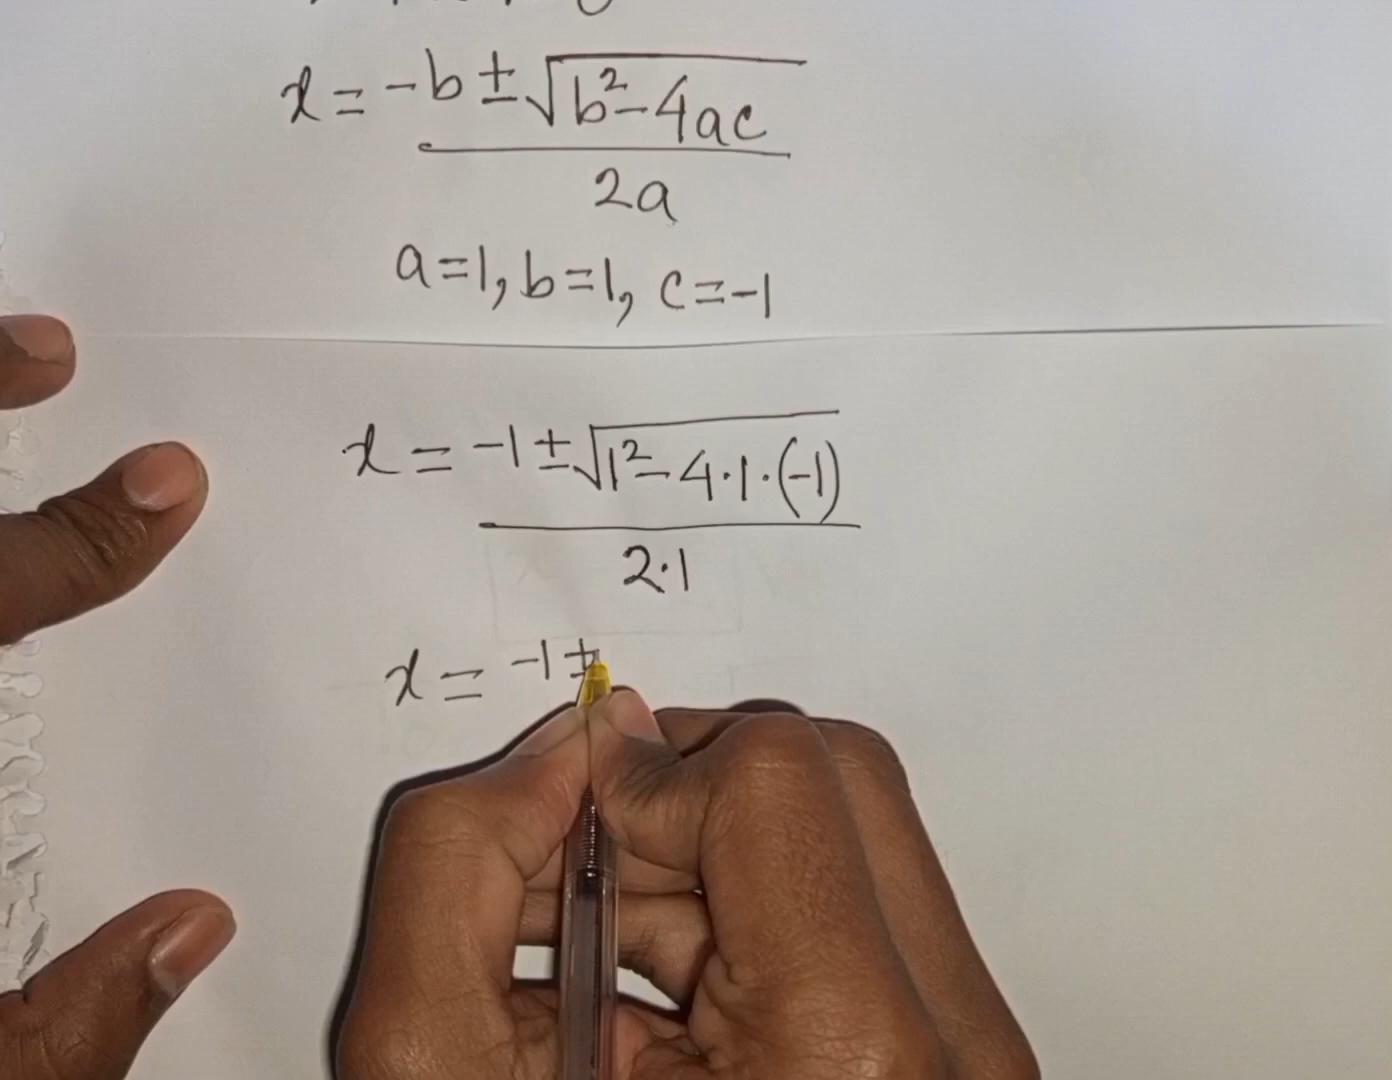 x = -b ± √b² - 4ac
2a
a = 1, b = 1, c = -1
x = -1 ± √1² - 4·1·(-1)
2·1
x = -1 ±